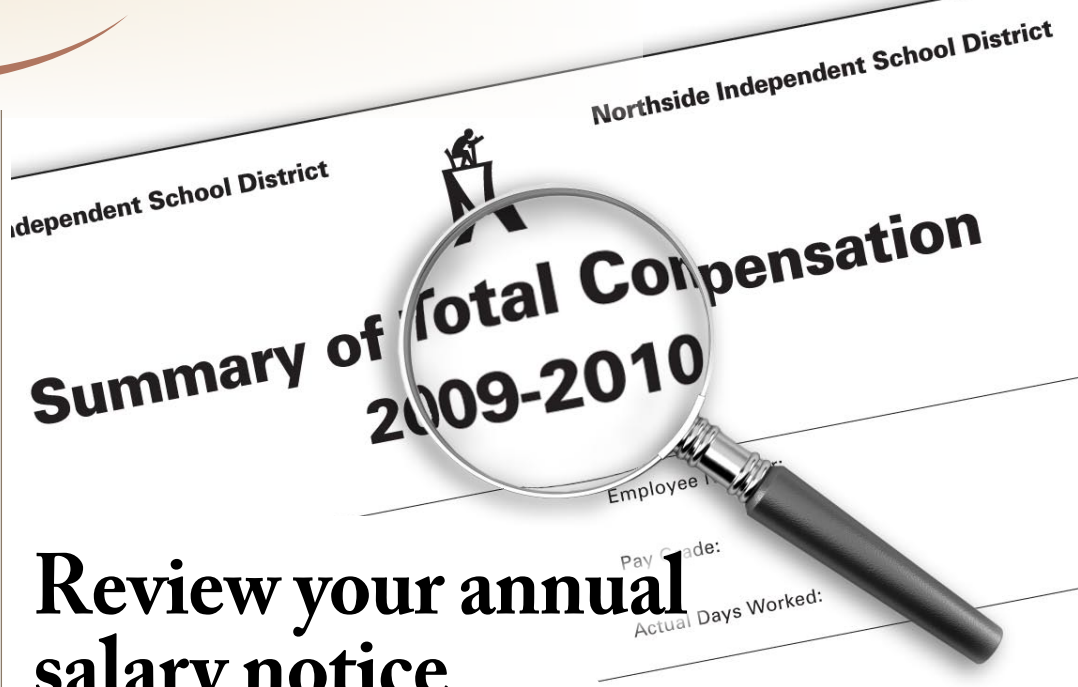 Northside Independent School District
Independent School District
Summary of Total Compensation
2009-2010
Employee
Pay Grade:
Actual Days Worked:
Review your annual
salary notice